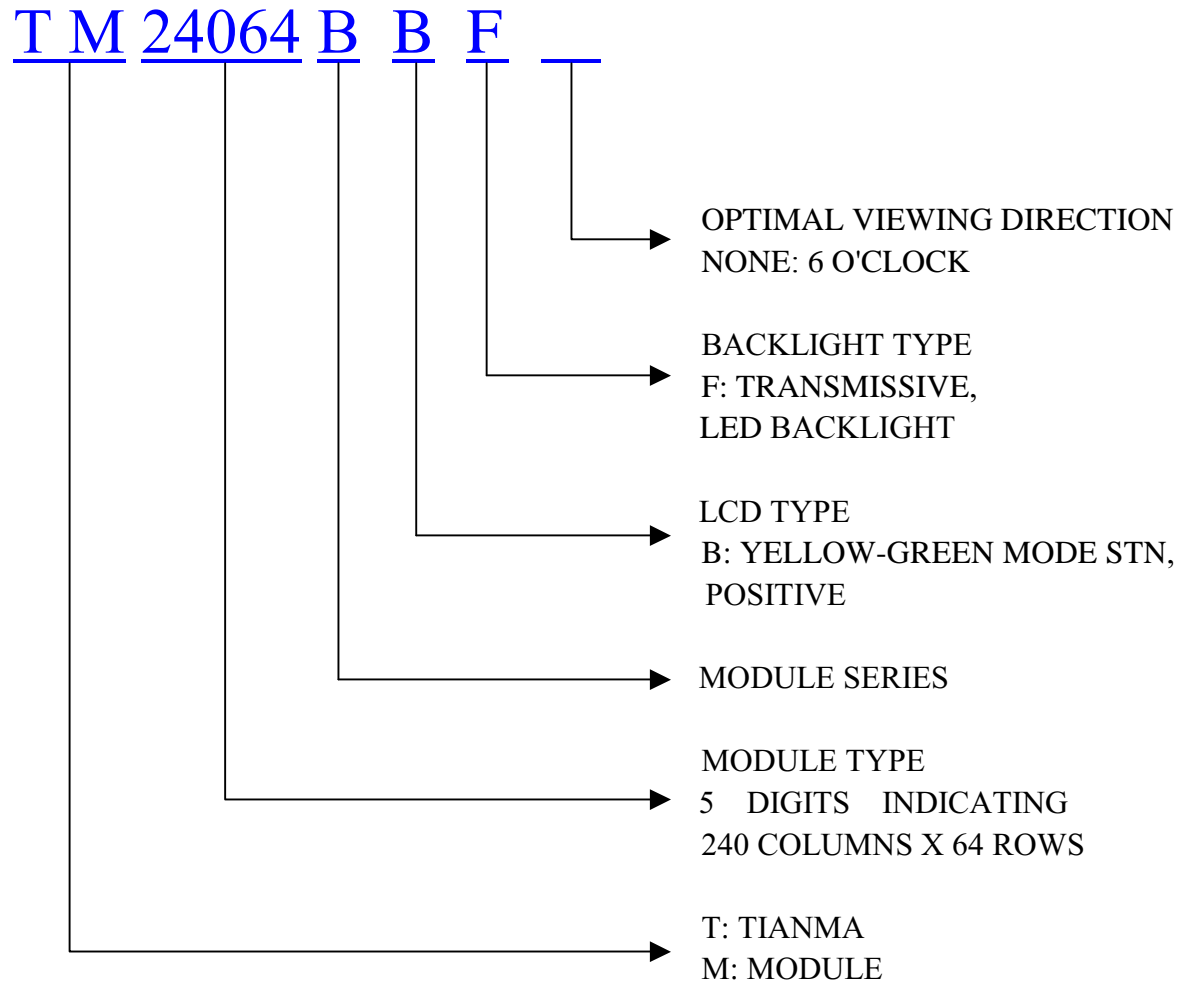 T M 24064 B B F
OPTIMAL VIEWING DIRECTION
NONE: 6 O'CLOCK
BACKLIGHT TYPE
F: TRANSMISSIVE,
LED BACKLIGHT
LCD TYPE
B: YELLOW-GREEN MODE STN,
POSITIVE
MODULE SERIES
MODULE TYPE
5 DIGITS INDICATING
240 COLUMNS X 64 ROWS
T: TIANMA
M: MODULE